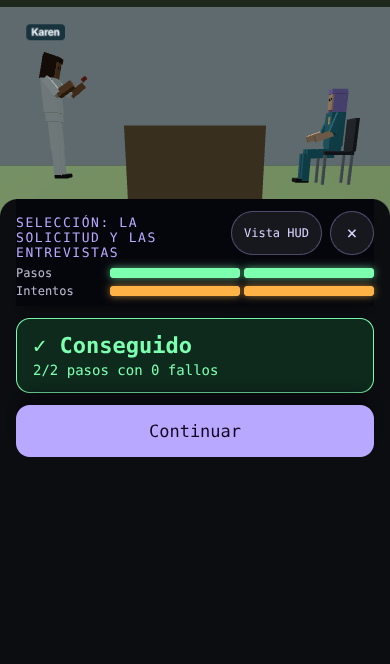 Karen
SELECCIÓN: LA
SOLICITUD Y LAS
ENTREVISTAS
Vista HUD
×
Pasos
Intentos
✓ Conseguido
2/2 pasos con 0 fallos
Continuar